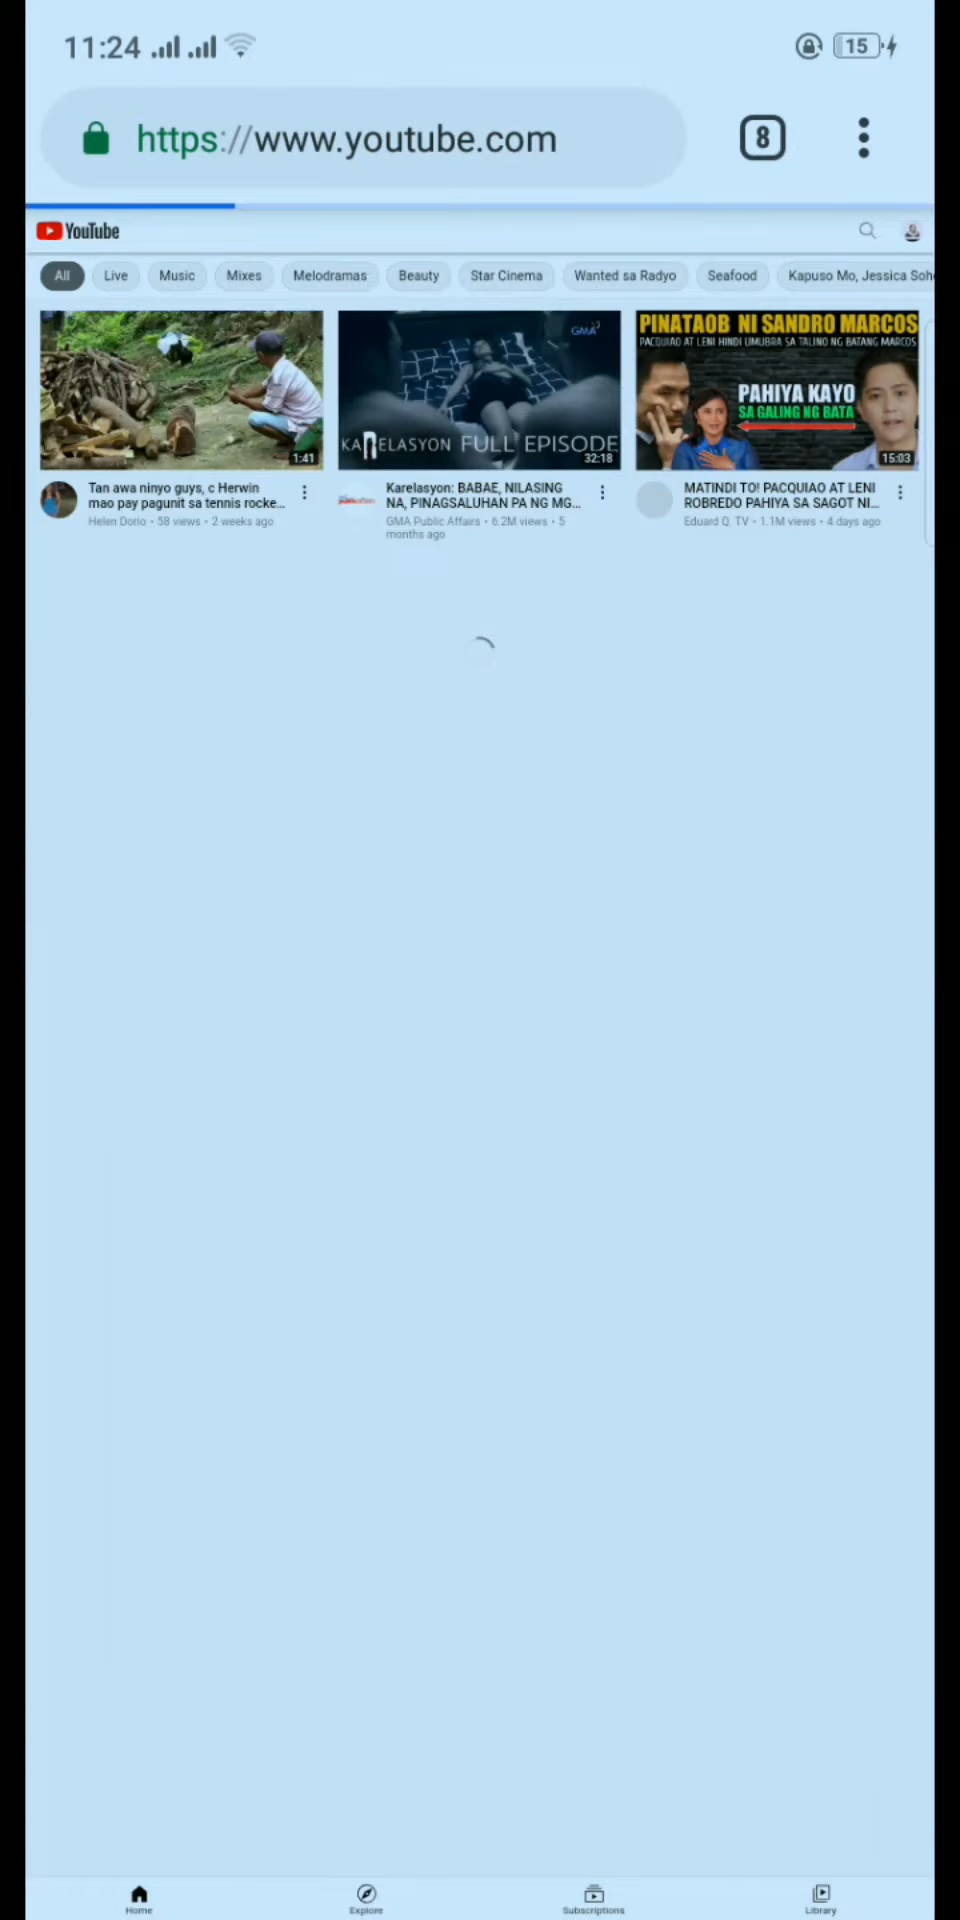 11:24
15
https://www.youtube.com
8
YouTube
All
Live
Music
Mixes
Melodramas
Beauty
Star Cinema
Wanted sa Radyo
Seafood
Kapuso Mo, Jessica Soh
1:41
GMA
KARELASYON FULL EPISODE
32:18
PINATAOB NI SANDRO MARCOS
PACQUIAO AT LENI HINDI UMUBRA SA TALINO NG BATANG MARCOS
PAHIYA KAYO
SA GALING NG BATA
15:03
Tan awa ninyo guys, c Herwin
mao pay pagunit sa tennis rocke...
Helen Dorio • 58 views • 2 weeks ago
Karelasyon: BABAE, NILASING
NA, PINAGSALUHAN PA NG MG...
GMA Public Affairs • 6.2M views • 5
months ago
MATINDI TO! PACQUIAO AT LENI
ROBREDO PAHIYA SA SAGOT NI...
Eduard Q. TV • 1.1M views • 4 days ago
Home
Explore
Subscriptions
Library